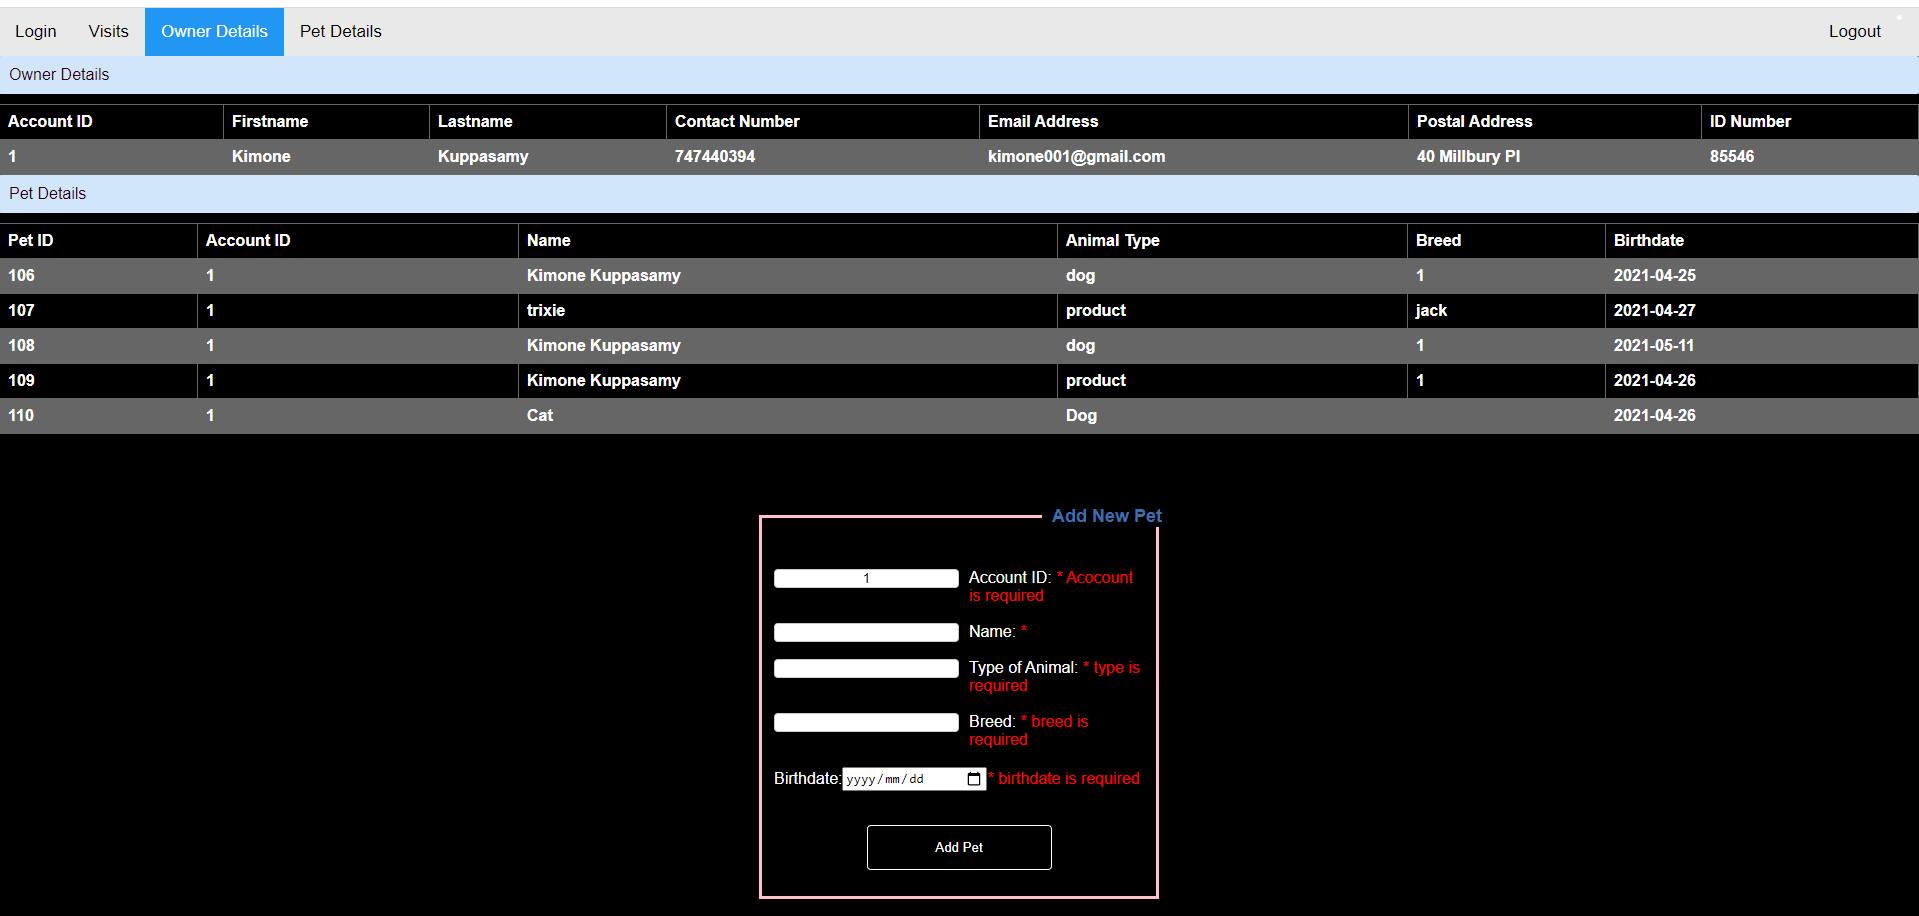 Login Visits Owner Details Pet Details Logout
Owner Details
Account ID Firstname Lastname Contact Number Email Address Postal Address ID Number
1 Kimone Kuppasamy 747440394 kimone001@gmail.com 40 Millbury Pl 85546
Pet Details
Pet ID Account ID Name Animal Type Breed Birthdate
106 1 Kimone Kuppasamy dog 1 2021-04-25
107 1 trixie product jack 2021-04-27
108 1 Kimone Kuppasamy dog 1 2021-05-11
109 1 Kimone Kuppasamy product 1 2021-04-26
110 1 Cat Dog 2021-04-26
Add New Pet
1 Account ID: * Acocount
is required
Name: *
Type of Animal: * type is
required
Breed: * breed is
required
Birthdate: yyyy/mm/dd * birthdate is required
Add Pet